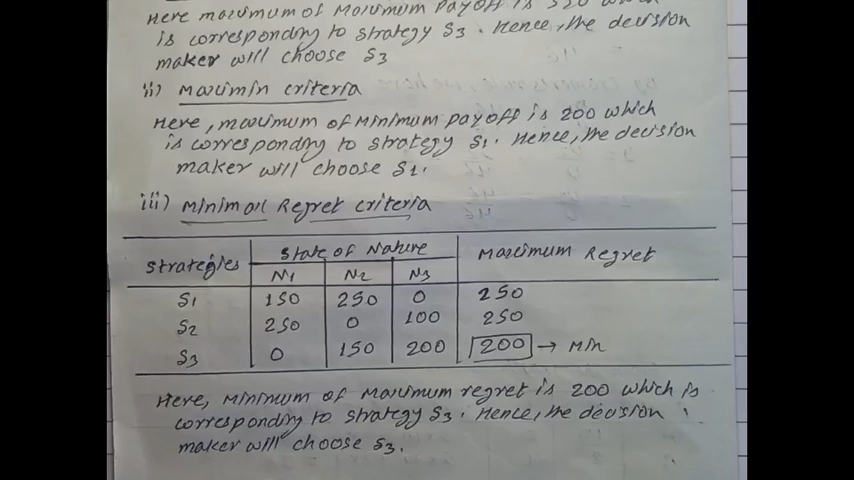 Here maximum of maximum payoff is 520 which
is corresponding to strategy S3. Hence, the decision
maker will choose S3
ii) Maximin criteria
Here, maximum of minimum payoff is 200 which
is corresponding to strategy S1. Hence, the decision
maker will choose S1.
iii) Minimax Regret criteria
Strategies State of Nature Maximum Regret
N1 N2 N3
S1 150 250 0 250
S2 250 0 100 250
S3 0 150 200 200 → Min
Here, minimum of maximum regret is 200 which is
corresponding to strategy S3. Hence, the decision
maker will choose S3.